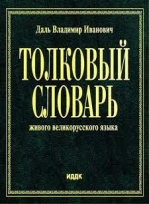 Даль Владимир Иванович
ТОЛКОВЫЙ
СЛОВАРЬ
живого великорусского языка
ИДДК